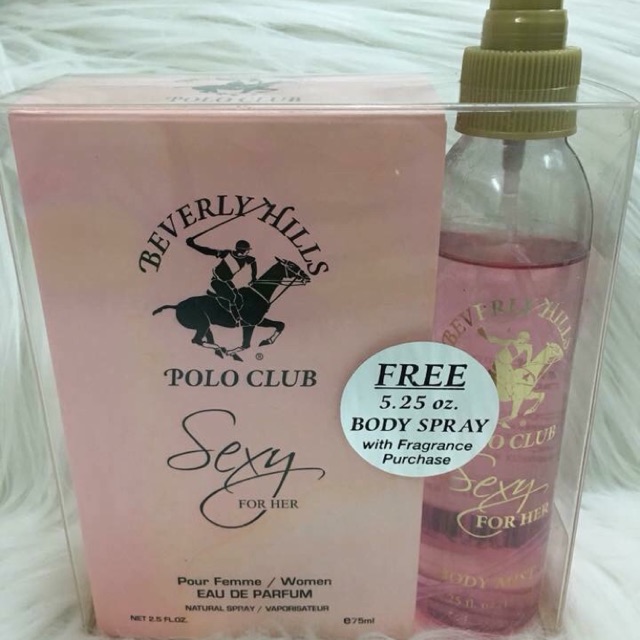 POLO CLUB
BEVERLY HILLS
®
POLO CLUB
Sexy
FOR HER
Pour Femme / Women
EAU DE PARFUM
NATURAL SPRAY / VAPORISATEUR
NET 2.5 FL.OZ.
℮75ml
FREE
5.25 oz.
BODY SPRAY
with Fragrance
Purchase
BEVERLY HILLS
POLO CLUB
Sexy
FOR HER
BODY MIST